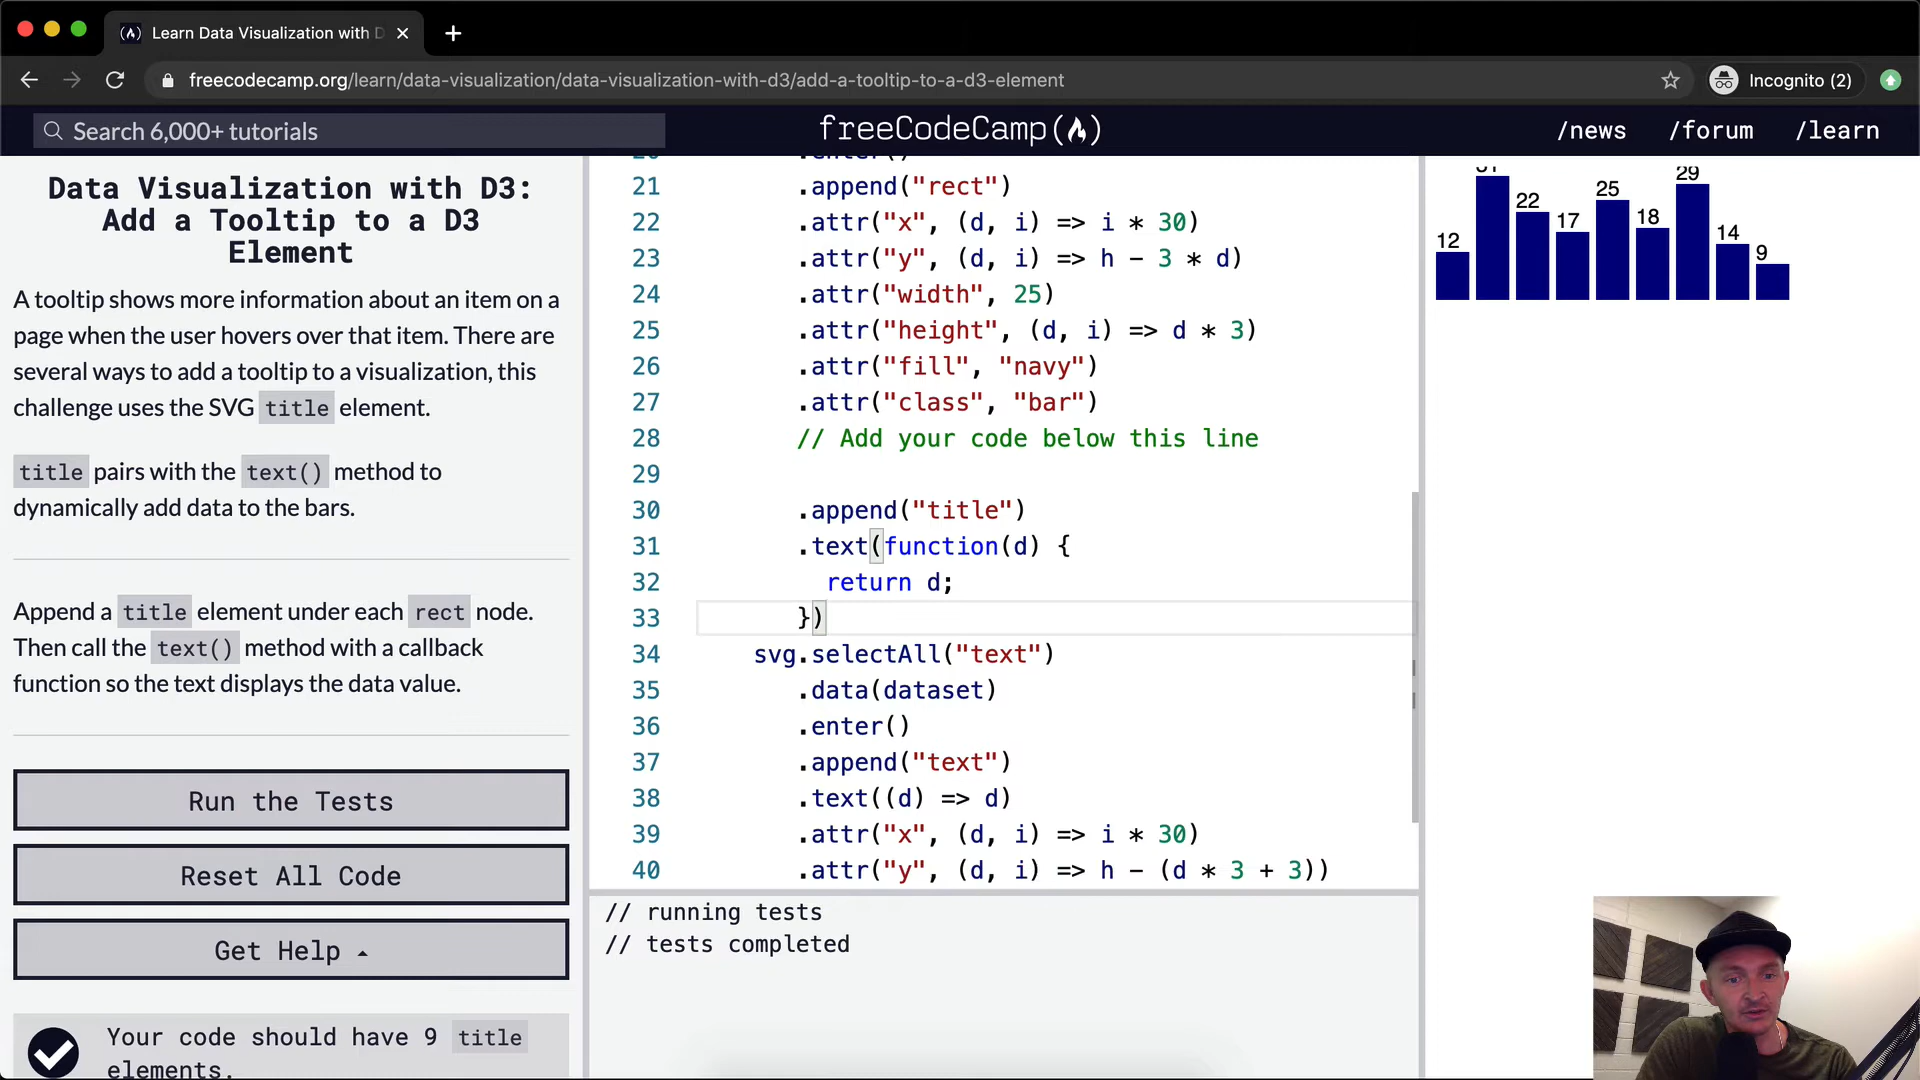 Learn Data Visualization with D
freecodecamp.org/learn/data-visualization/data-visualization-with-d3/add-a-tooltip-to-a-d3-element
Incognito (2)
Search 6,000+ tutorials
freeCodeCamp
/news
/forum
/learn
Data Visualization with D3:
Add a Tooltip to a D3
Element
A tooltip shows more information about an item on a
page when the user hovers over that item. There are
several ways to add a tooltip to a visualization, this
challenge uses the SVG title element.
title pairs with the text() method to
dynamically add data to the bars.
Append a title element under each rect node.
Then call the text() method with a callback
function so the text displays the data value.
Run the Tests
Reset All Code
Get Help
Your code should have 9 title
elements.
.enter()
21 .append("rect")
22 .attr("x", (d, i) => i * 30)
23 .attr("y", (d, i) => h - 3 * d)
24 .attr("width", 25)
25 .attr("height", (d, i) => d * 3)
26 .attr("fill", "navy")
27 .attr("class", "bar")
28 // Add your code below this line
29
30 .append("title")
31 .text(function(d) {
32 return d;
33 })
34 svg.selectAll("text")
35 .data(dataset)
36 .enter()
37 .append("text")
38 .text((d) => d)
39 .attr("x", (d, i) => i * 30)
40 .attr("y", (d, i) => h - (d * 3 + 3))
// running tests
// tests completed
12
22
17
25
18
29
14
9